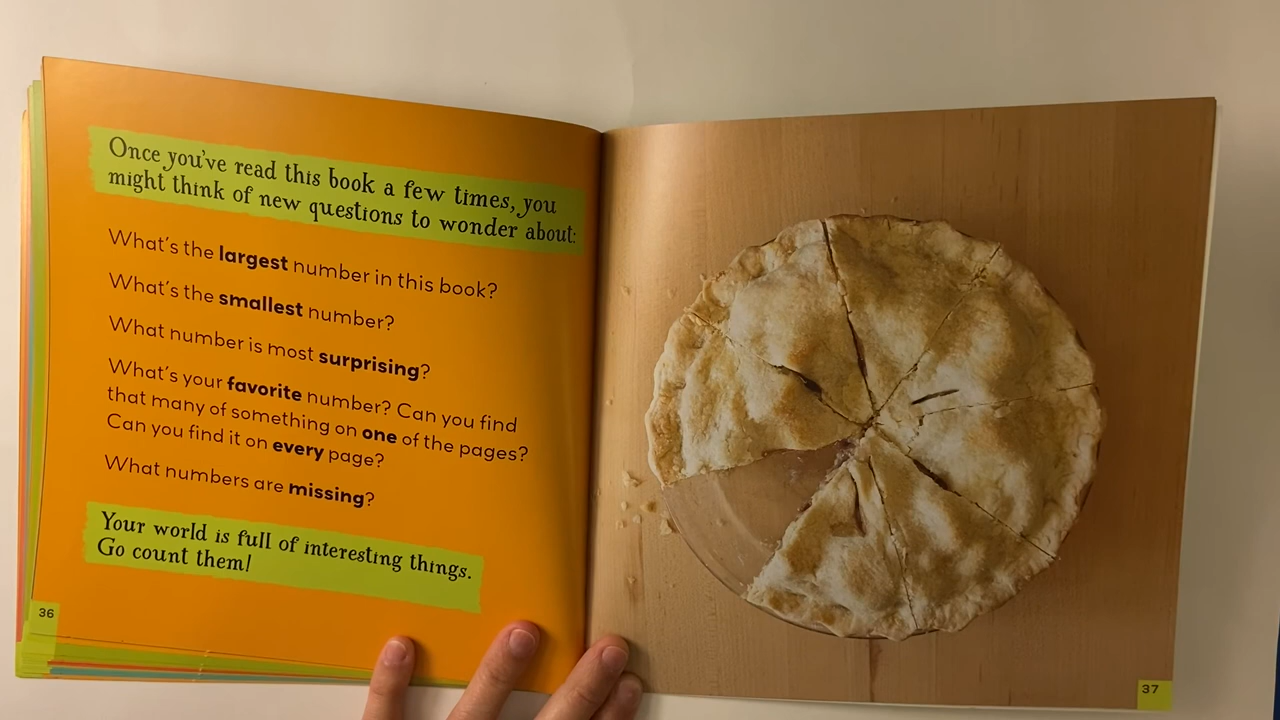 Once you've read this book a few times, you
might think of new questions to wonder about:
What's the largest number in this book?
What's the smallest number?
What number is most surprising?
What's your favorite number? Can you find
that many of something on one of the pages?
Can you find it on every page?
What numbers are missing?
Your world is full of interesting things.
Go count them!
36
37